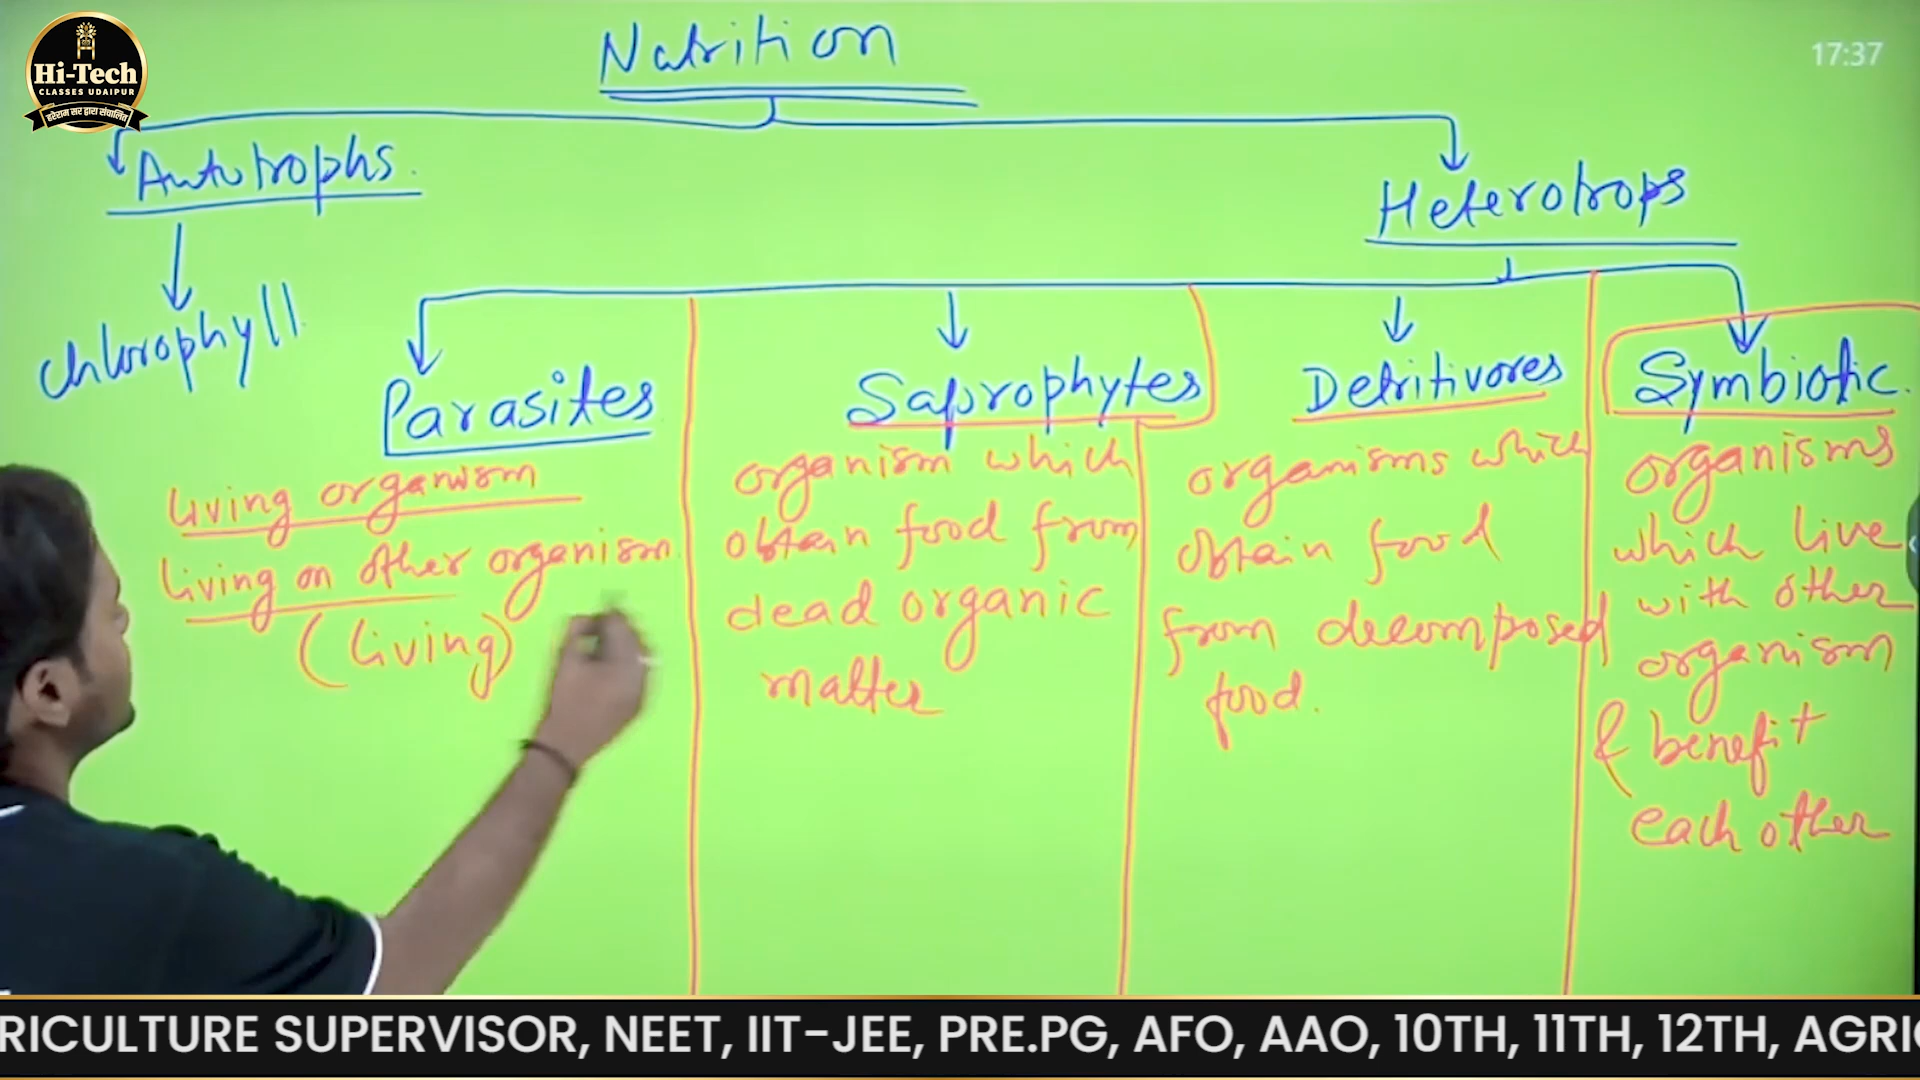 Hi-Tech
CLASSES UDAIPUR
हरेराम सर द्वारा संचालित
17:37
Nutrition
Autotrophs.
Heterotrops
chlorophyll
Parasites
Saprophytes
Detritivores
Symbiotic.
living organism
living on other organism
(living)
organism which
obtain food from
dead organic
matter
organisms which
obtain food
from decomposed
food.
organisms
which live
with other
organism
& benefit
each other
RICULTURE SUPERVISOR, NEET, IIT-JEE, PRE.PG, AFO, AAO, 10TH, 11TH, 12TH, AGRI